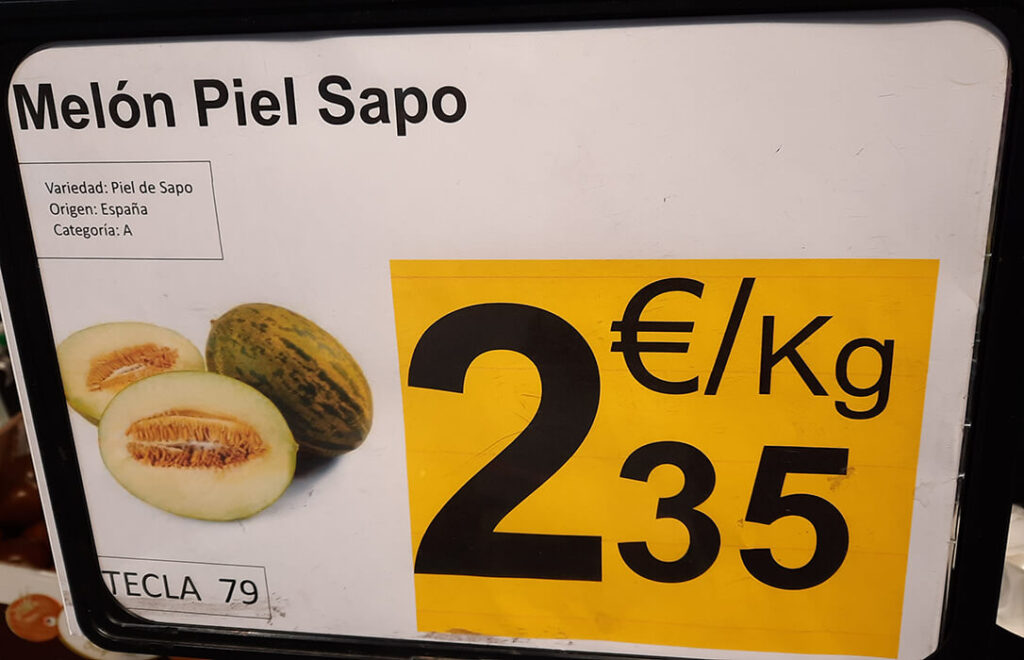 Melón Piel Sapo
Variedad: Piel de Sapo
Origen: España
Categoría: A
€/Kg
2 35
TECLA 79